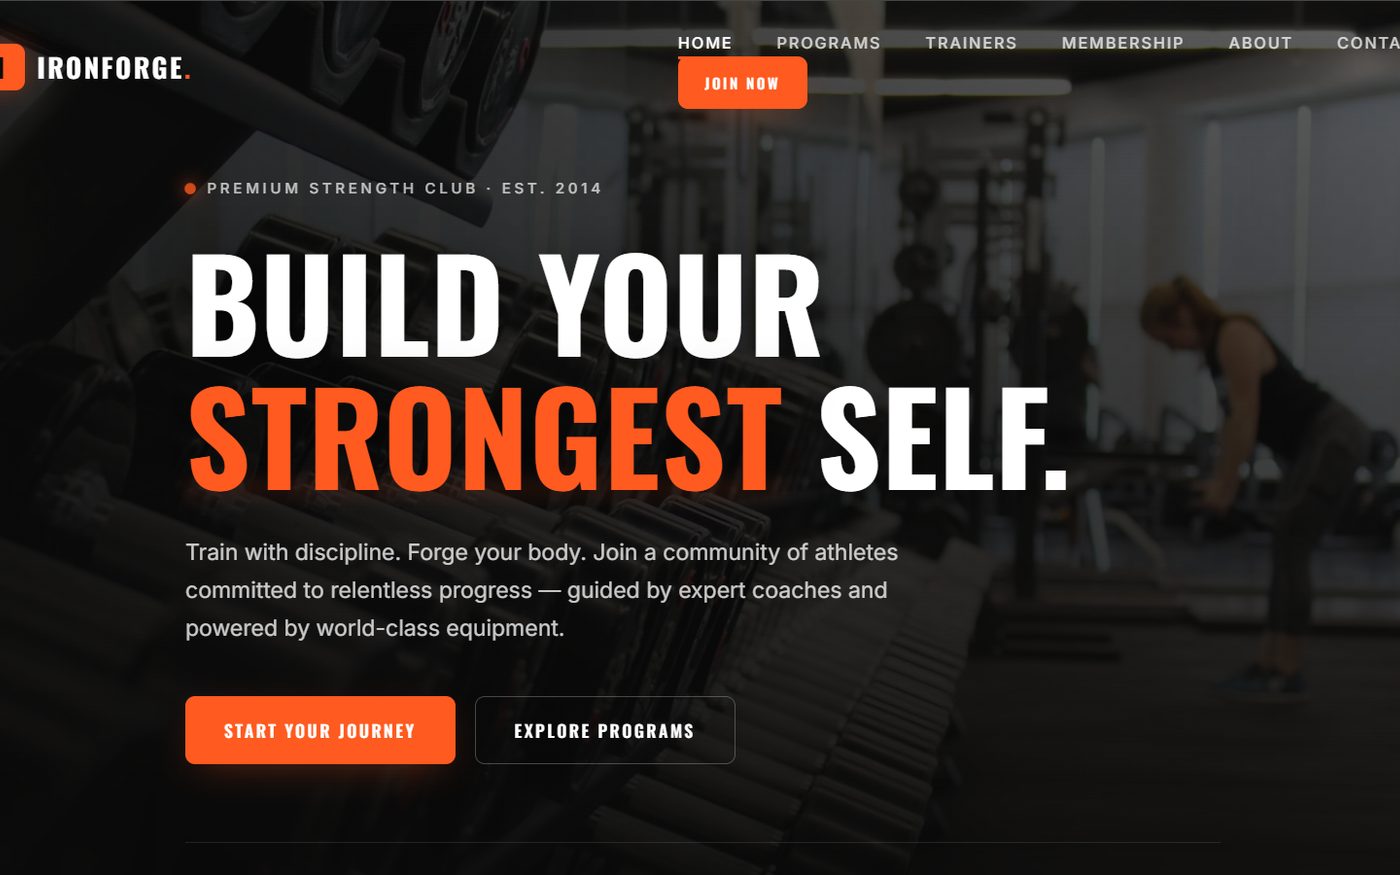 IRONFORGE.
HOME PROGRAMS TRAINERS MEMBERSHIP ABOUT CONTA
JOIN NOW
PREMIUM STRENGTH CLUB · EST. 2014
BUILD YOUR
STRONGEST SELF.
Train with discipline. Forge your body. Join a community of athletes
committed to relentless progress — guided by expert coaches and
powered by world-class equipment.
START YOUR JOURNEY EXPLORE PROGRAMS